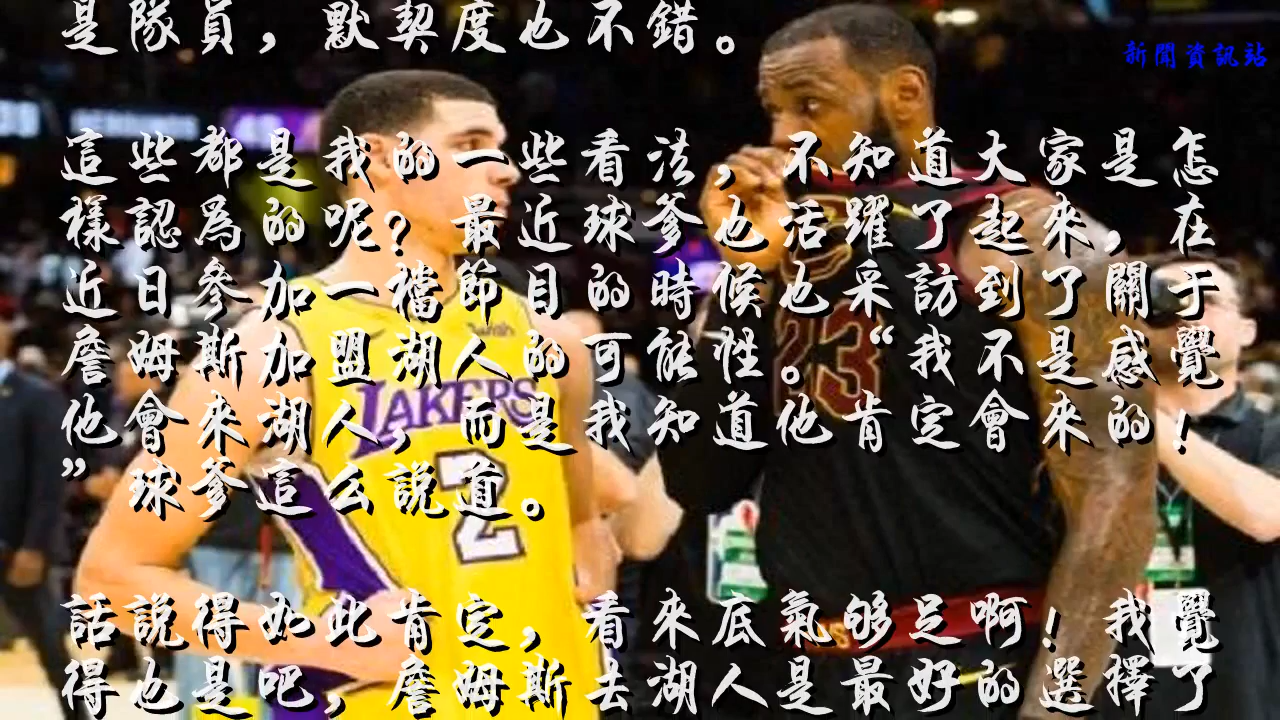 是隊員，默契度也不錯。
新聞資訊站
這些都是我的一些看法，不知道大家是怎
樣認爲的呢？最近球爹也活躍了起來，在
近日參加一檔節目的時候也采訪到了關于
詹姆斯加盟湖人的可能性。“我不是感覺
他會來湖人，而是我知道他肯定會來的！
”球爹這么說道。
話說得如此肯定，看來底氣够足啊！我覺
得也是吧，詹姆斯去湖人是最好的選擇了
LAKERS
2
23